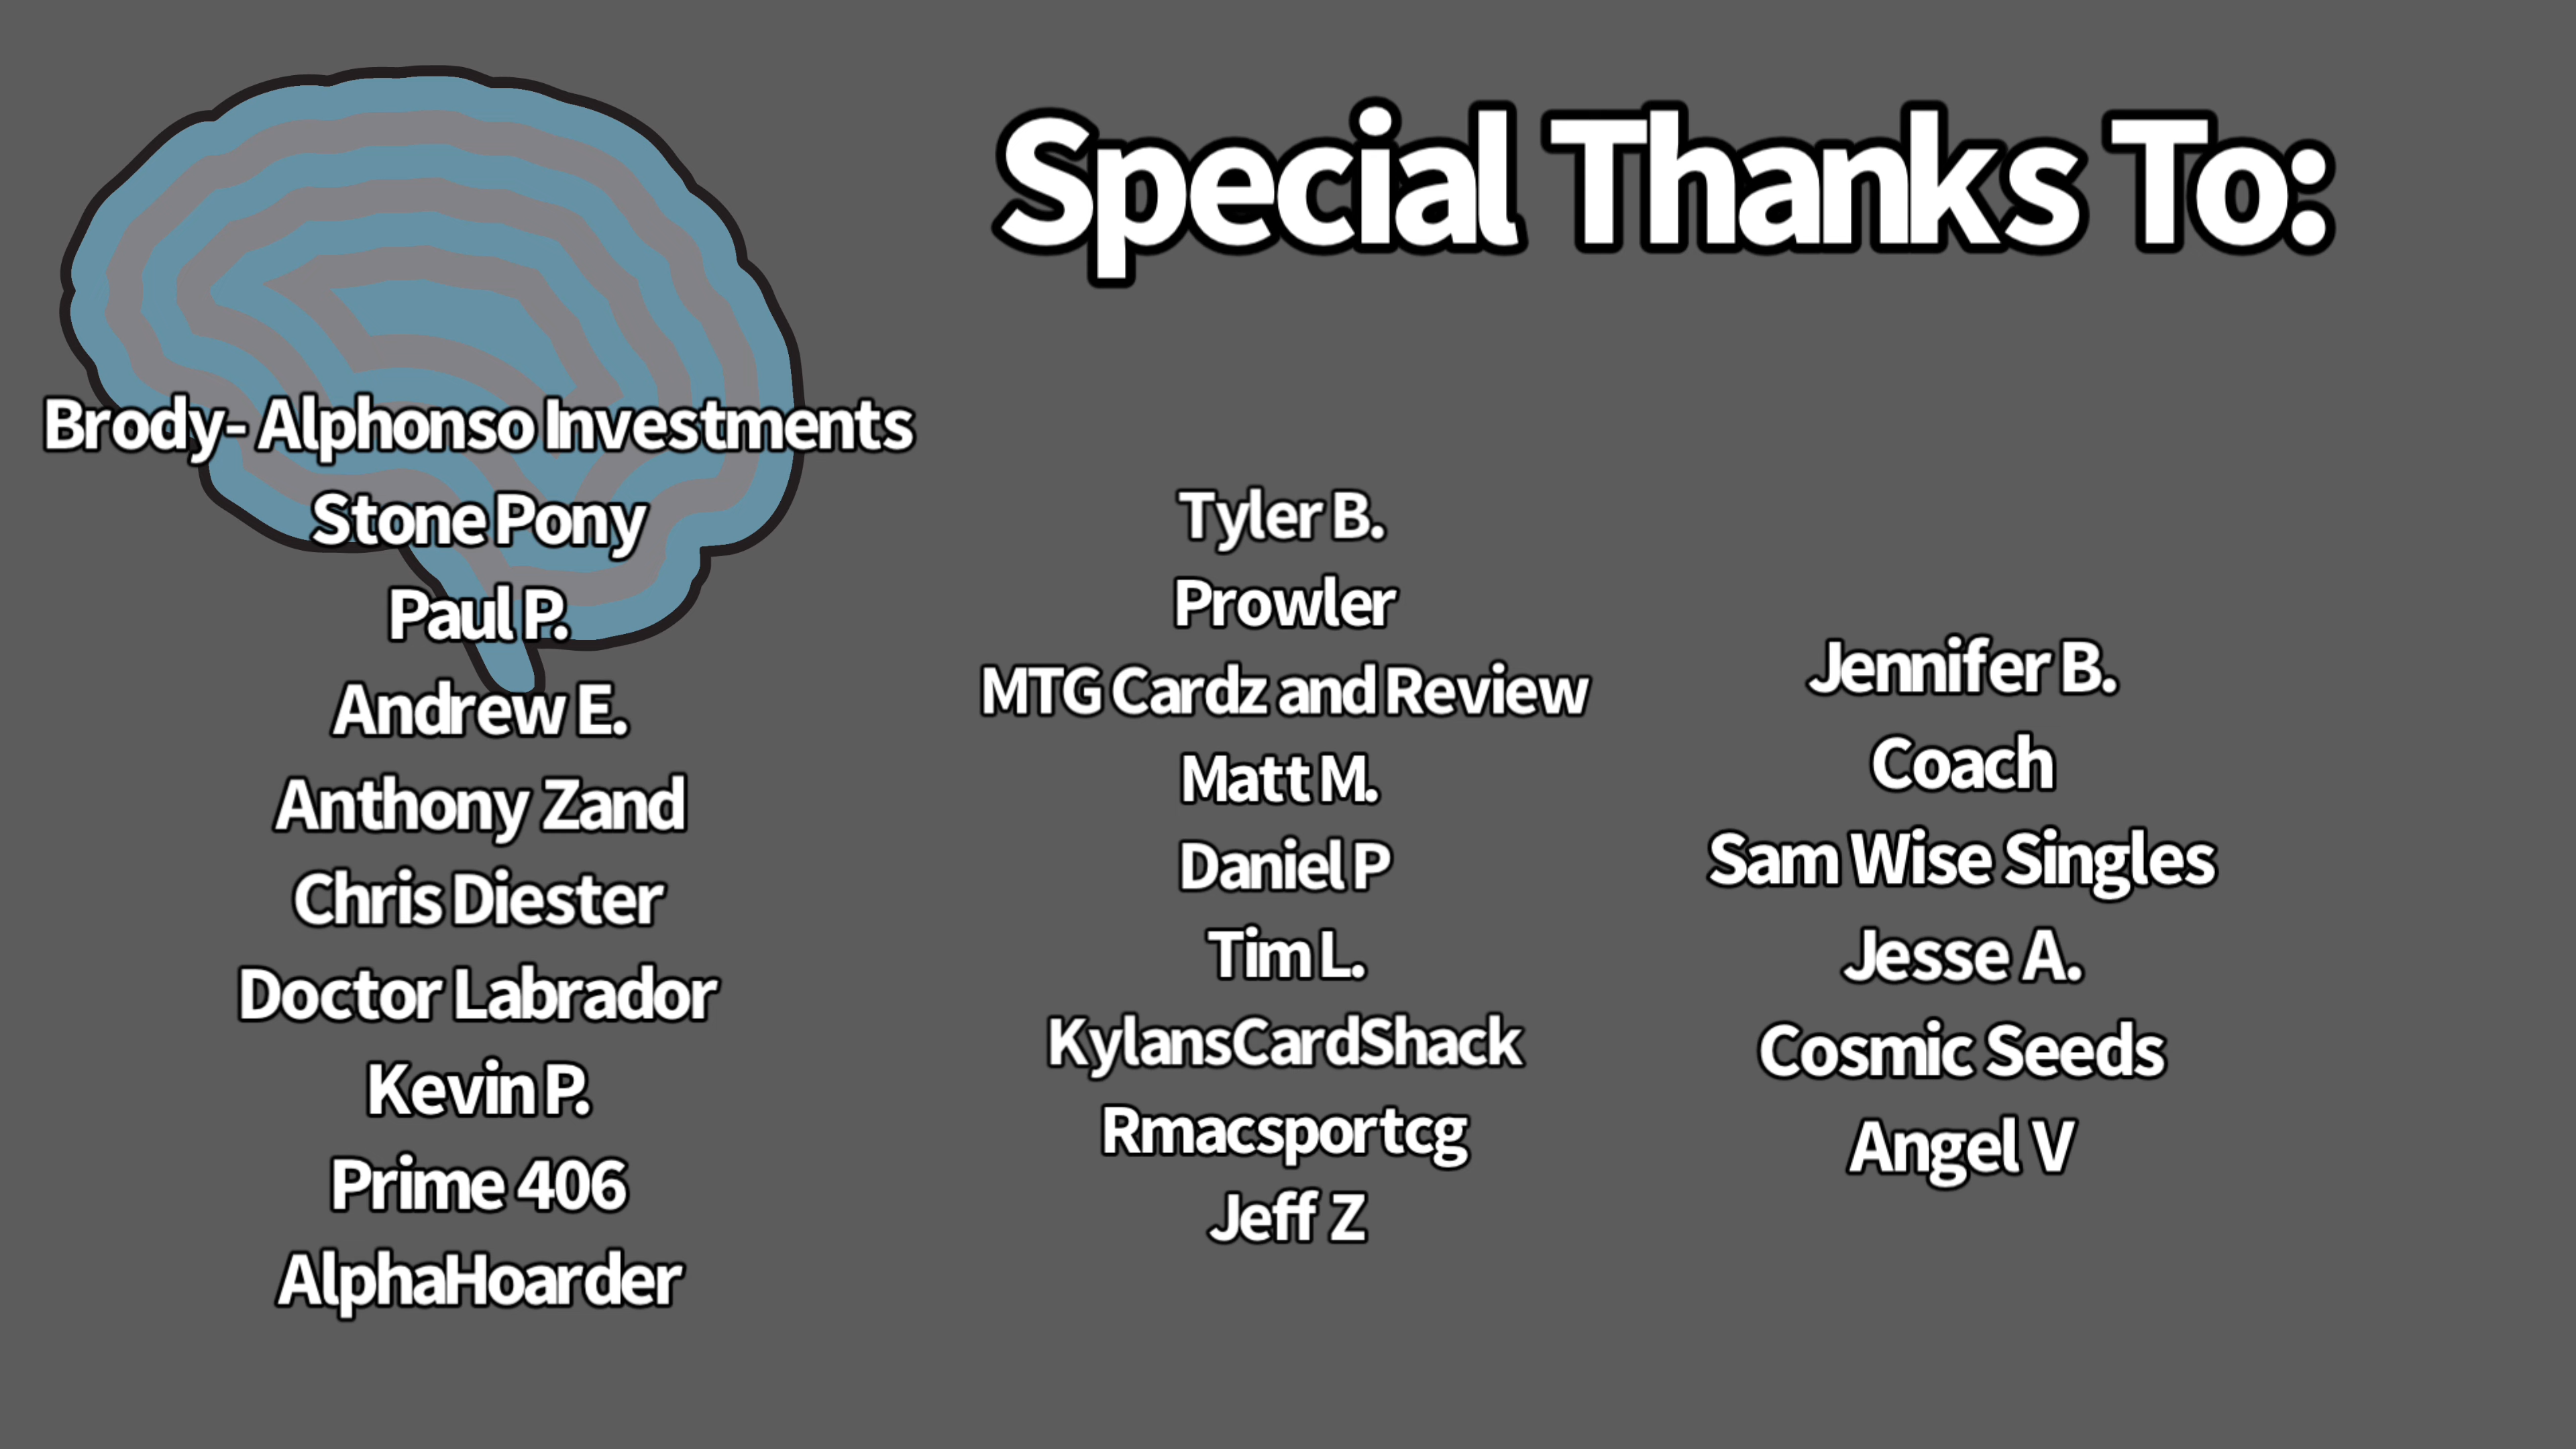 Special Thanks To:
Brody- Alphonso Investments
Stone Pony
Paul P.
Andrew E.
Anthony Zand
Chris Diester
Doctor Labrador
Kevin P.
Prime 406
AlphaHoarder
Tyler B.
Prowler
MTG Cardz and Review
Matt M.
Daniel P
Tim L.
KylansCardShack
Rmacsportcg
Jeff Z
Jennifer B.
Coach
Sam Wise Singles
Jesse A.
Cosmic Seeds
Angel V